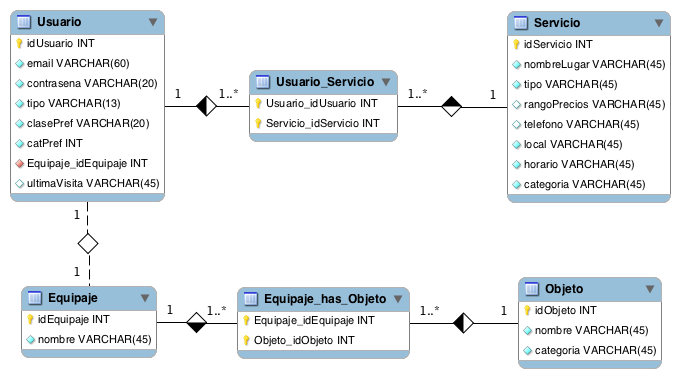 Usuario
idUsuario INT
email VARCHAR(60)
contrasena VARCHAR(20)
tipo VARCHAR(13)
clasePref VARCHAR(20)
catPref INT
Equipaje_idEquipaje INT
ultimaVisita VARCHAR(45)
1
1..*
Usuario_Servicio
Usuario_idUsuario INT
Servicio_idServicio INT
1..*
1
Servicio
idServicio INT
nombreLugar VARCHAR(45)
tipo VARCHAR(45)
rangoPrecios VARCHAR(45)
telefono VARCHAR(45)
local VARCHAR(45)
horario VARCHAR(45)
categoria VARCHAR(45)
1
1
Equipaje
idEquipaje INT
nombre VARCHAR(45)
1
1..*
Equipaje_has_Objeto
Equipaje_idEquipaje INT
Objeto_idObjeto INT
1..*
1
Objeto
idObjeto INT
nombre VARCHAR(45)
categoria VARCHAR(45)